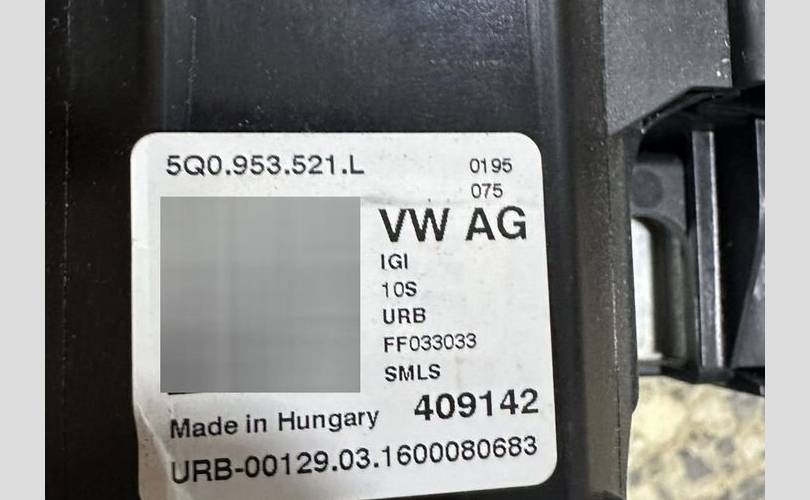 5Q0.953.521.L
0195
075
VW AG
IGI
10S
URB
FF033033
SMLS
409142
Made in Hungary
URB-00129.03.1600080683